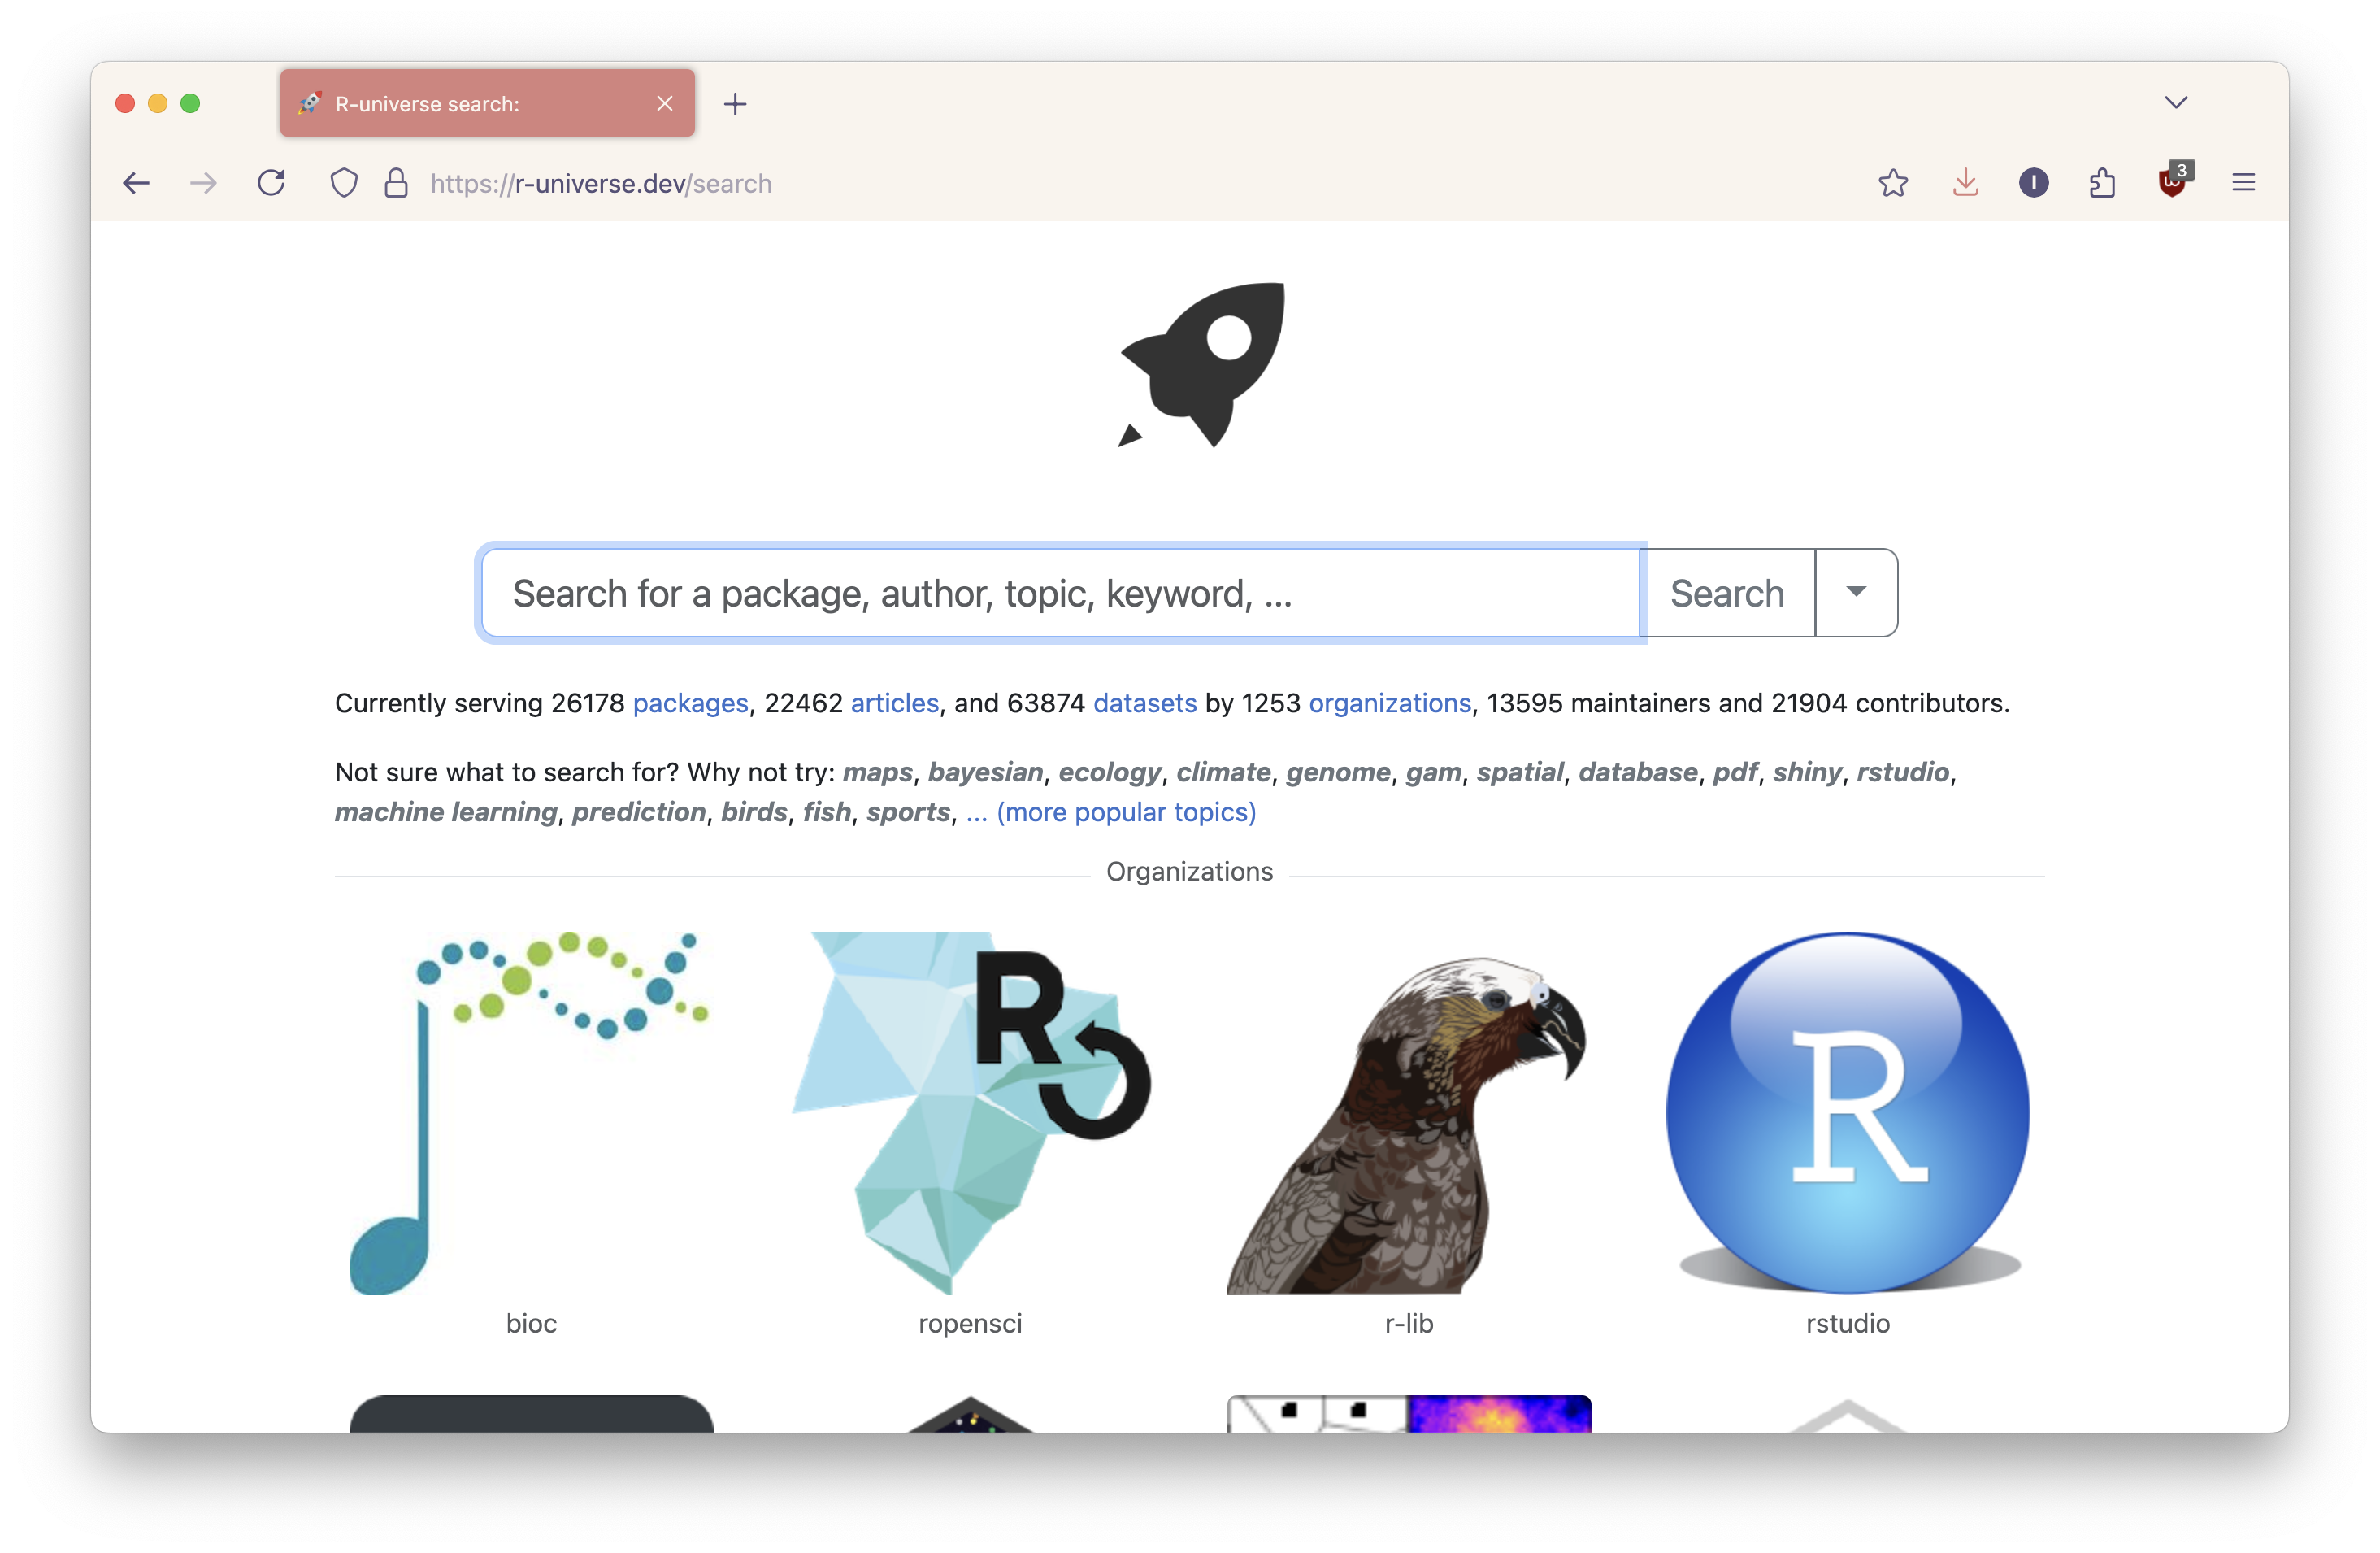 R-universe search:
https://r-universe.dev/search
3
Search for a package, author, topic, keyword, ...
Search
Currently serving 26178 packages, 22462 articles, and 63874 datasets by 1253 organizations, 13595 maintainers and 21904 contributors.
Not sure what to search for? Why not try: maps, bayesian, ecology, climate, genome, gam, spatial, database, pdf, shiny, rstudio,
machine learning, prediction, birds, fish, sports, ... (more popular topics)
Organizations
R
R
bioc
ropensci
r-lib
rstudio